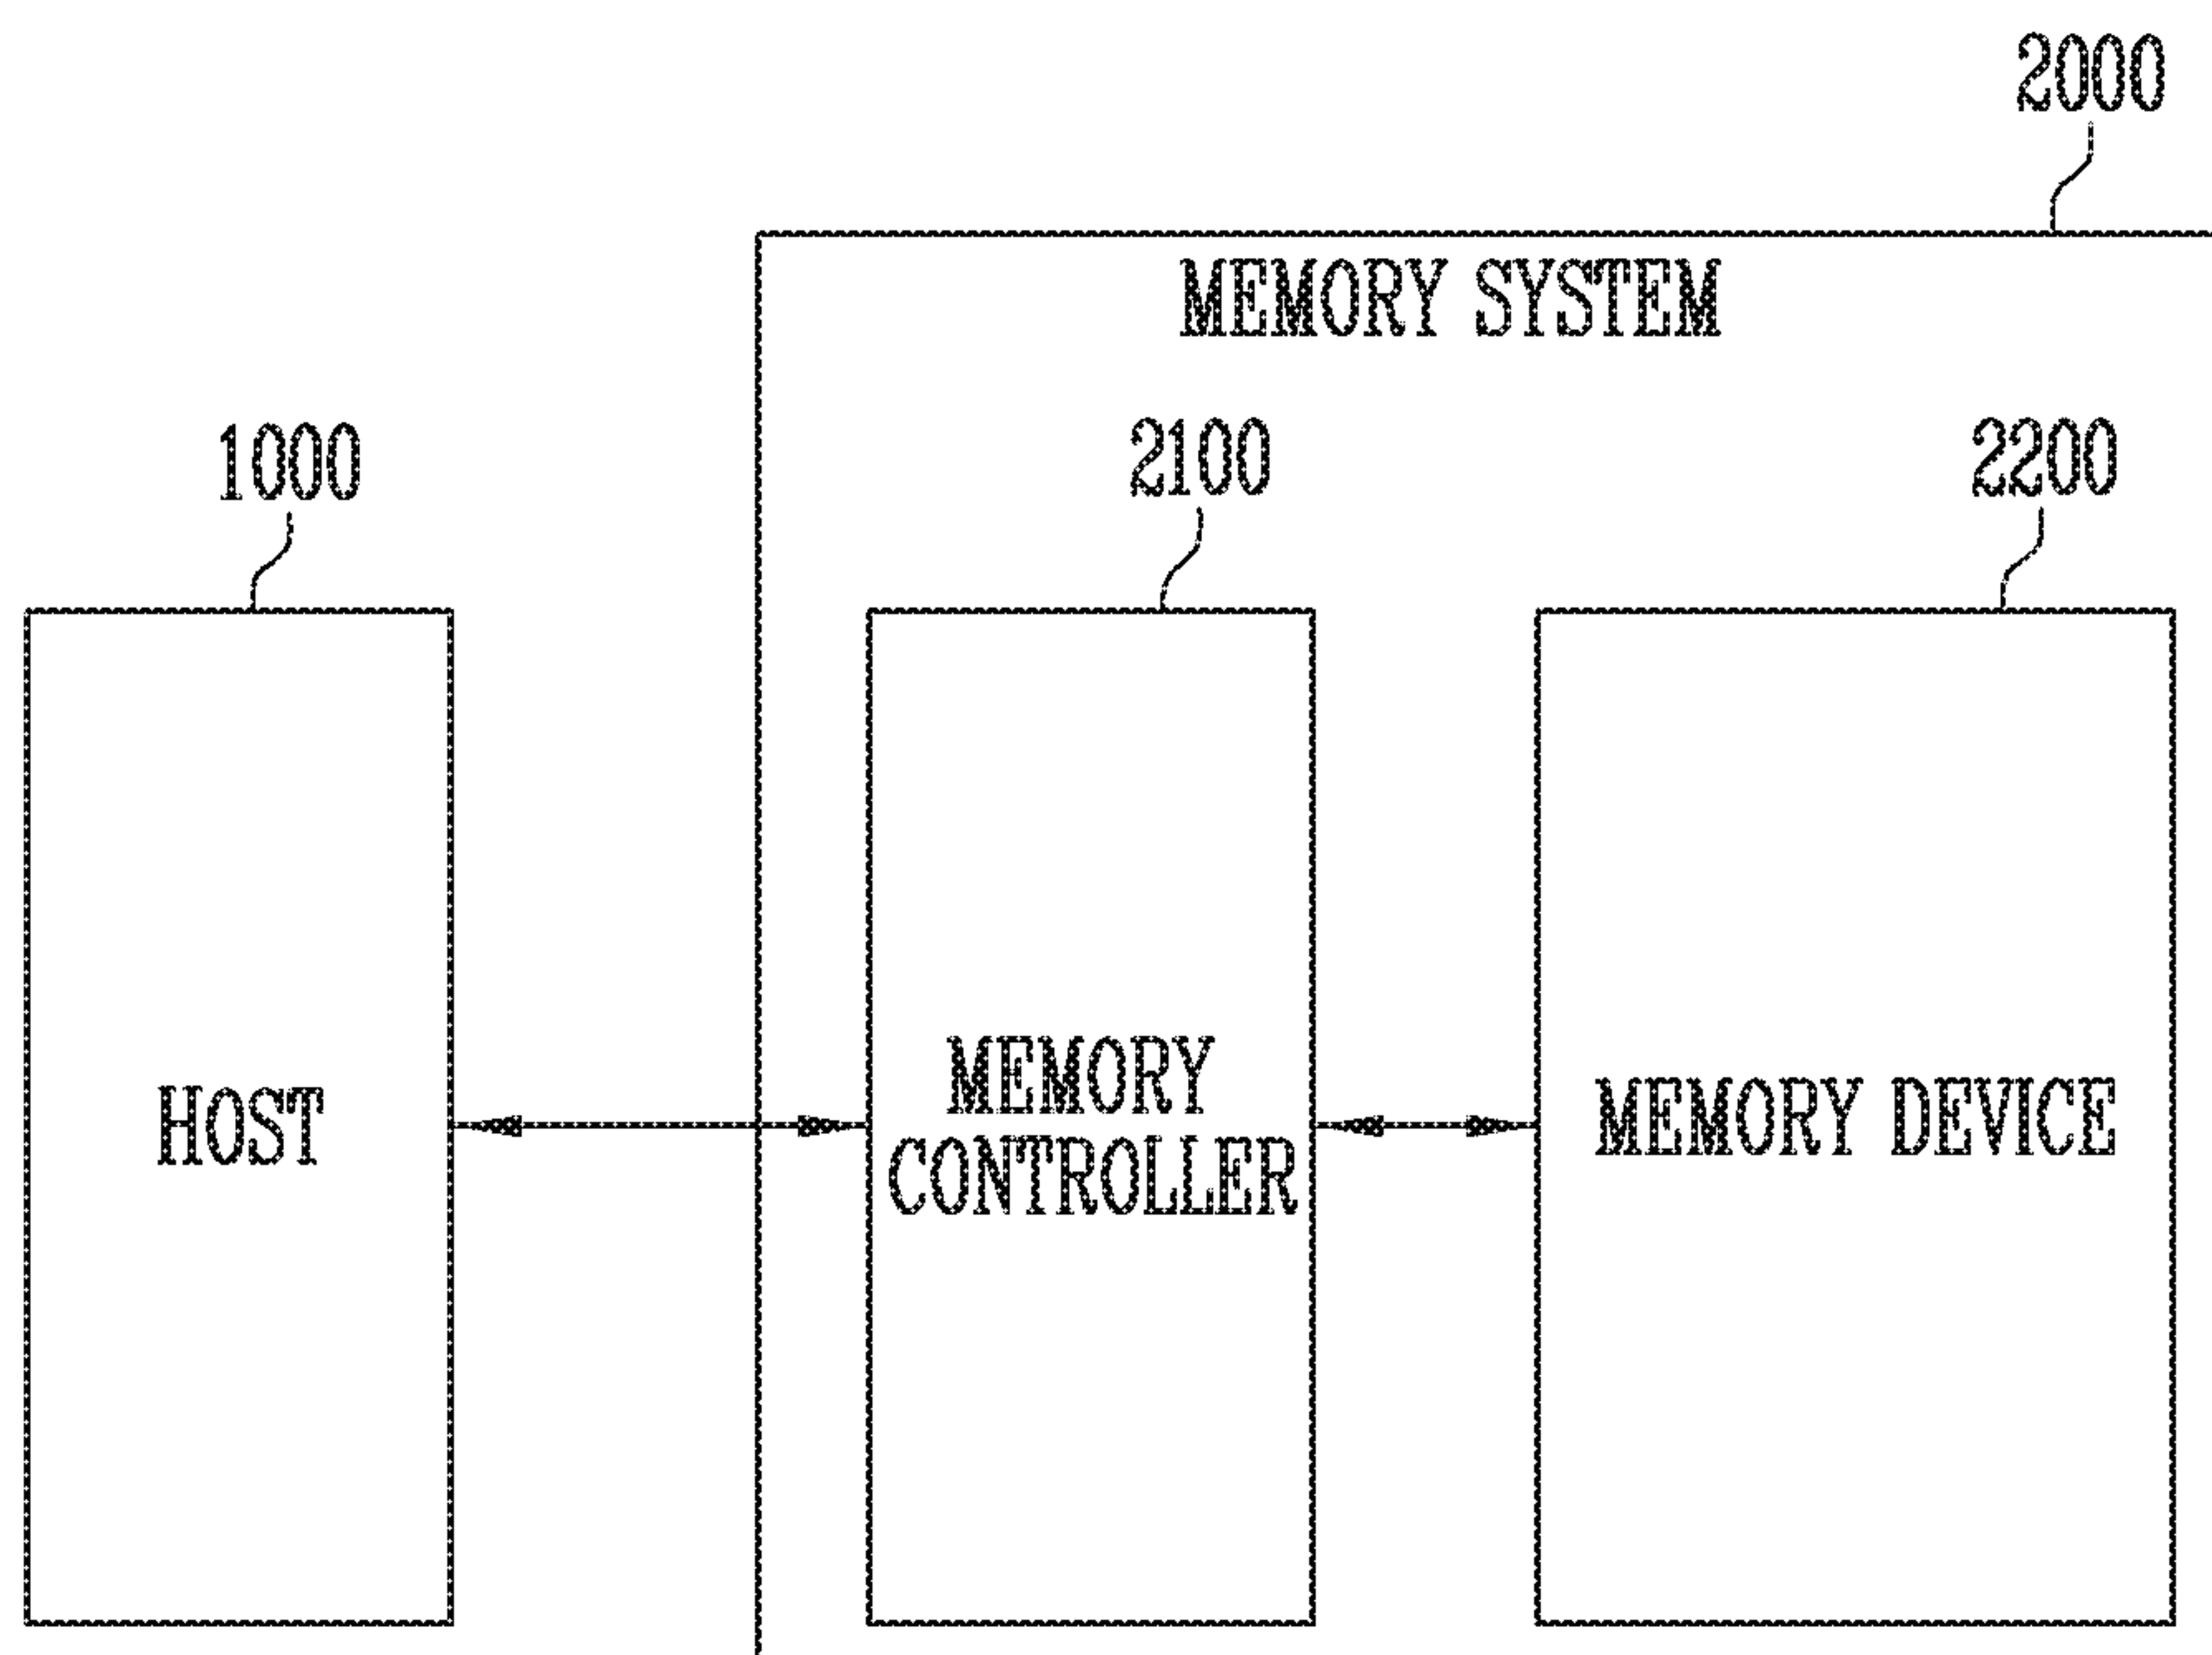 2000
MEMORY SYSTEM
1000
2100
2200
HOST
MEMORY
CONTROLLER
MEMORY DEVICE